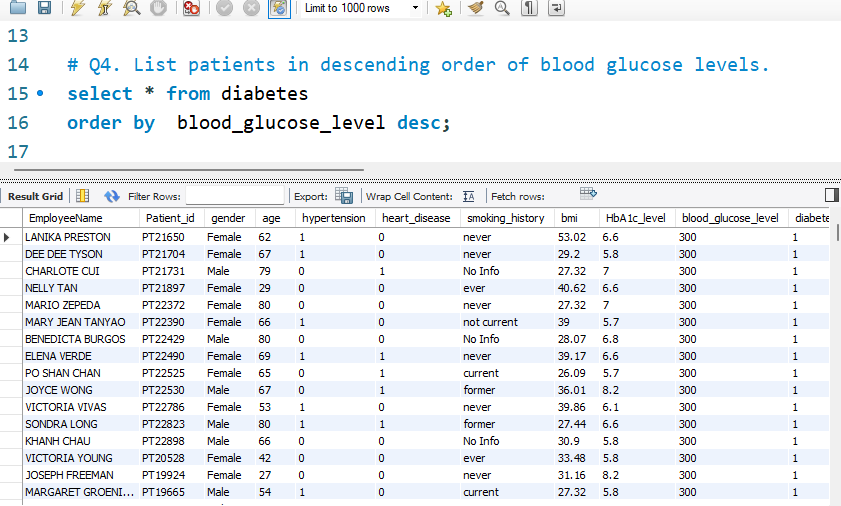 Limit to 1000 rows
13
14 # Q4. List patients in descending order of blood glucose levels.
15 select * from diabetes
16 order by  blood_glucose_level desc;
17
Result Grid Filter Rows: Export: Wrap Cell Content: IA Fetch rows:
EmployeeName Patient_id gender age hypertension heart_disease smoking_history bmi HbA1c_level blood_glucose_level diabete
LANIKA PRESTON PT21650 Female 62 1 0 never 53.02 6.6 300 1
DEE DEE TYSON PT21704 Female 67 1 0 never 29.2 5.8 300 1
CHARLOTE CUI PT21731 Male 79 0 1 No Info 27.32 7 300 1
NELLY TAN PT21897 Female 29 0 0 ever 40.62 6.6 300 1
MARIO ZEPEDA PT22372 Female 80 0 0 never 27.32 7 300 1
MARY JEAN TANYAO PT22390 Female 66 1 0 not current 39 5.7 300 1
BENEDICTA BURGOS PT22429 Male 80 0 0 No Info 28.07 6.8 300 1
ELENA VERDE PT22490 Female 69 1 1 never 39.17 6.6 300 1
PO SHAN CHAN PT22525 Female 65 0 1 current 26.09 5.7 300 1
JOYCE WONG PT22530 Male 67 0 1 former 36.01 8.2 300 1
VICTORIA VIVAS PT22786 Female 53 1 0 never 39.86 6.1 300 1
SONDRA LONG PT22823 Male 80 1 1 former 27.44 6.6 300 1
KHANH CHAU PT22898 Male 66 0 0 No Info 30.9 5.8 300 1
VICTORIA YOUNG PT20528 Female 42 0 0 ever 33.48 5.8 300 1
JOSEPH FREEMAN PT19924 Female 27 0 0 never 31.16 8.2 300 1
MARGARET GROENI... PT19665 Male 54 1 0 current 27.32 5.8 300 1